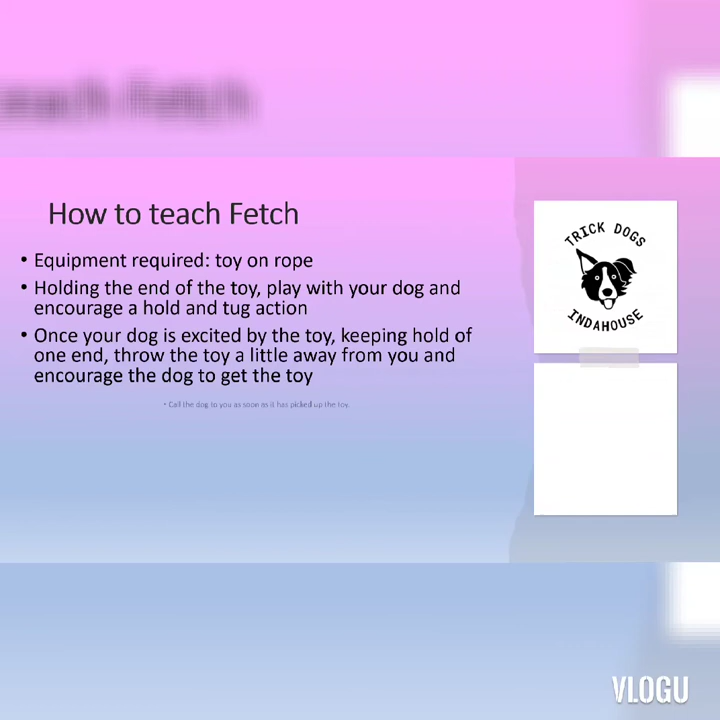 How to teach Fetch
• Equipment required: toy on rope
• Holding the end of the toy, play with your dog and
encourage a hold and tug action
• Once your dog is excited by the toy, keeping hold of
one end, throw the toy a little away from you and
encourage the dog to get the toy
• Call the dog to you as soon as it has picked up the toy.
TRICK DOGS
INDAHOUSE
VLOGU